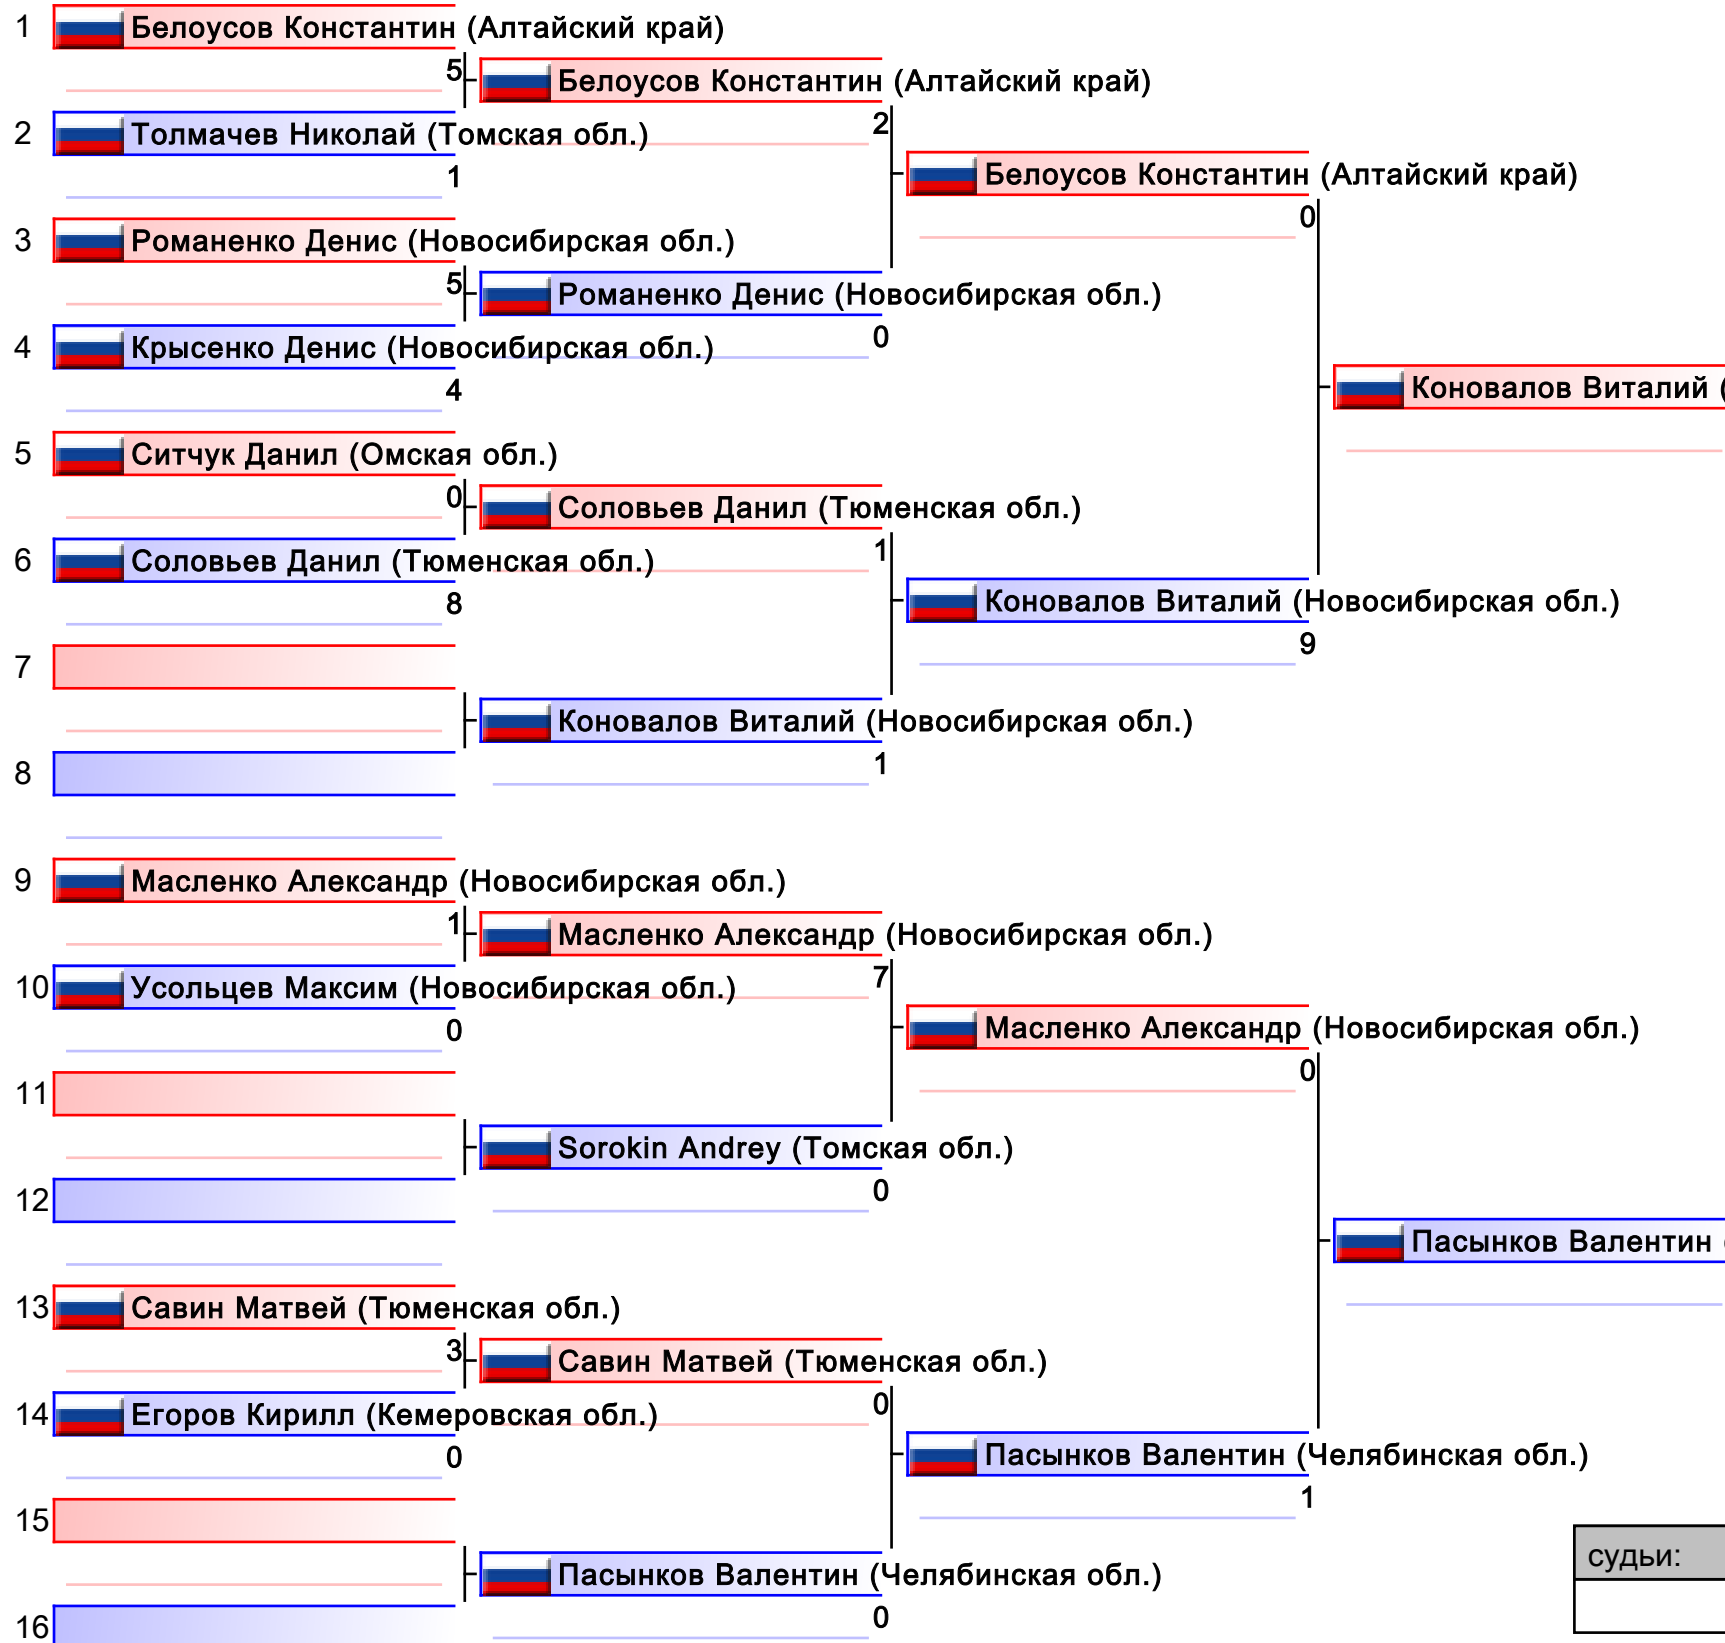 1 Белоусов Константин (Алтайский край)
5 Белоусов Константин (Алтайский край)
2 Толмачев Николай (Томская обл.)
2
1
Белоусов Константин (Алтайский край)
0
3 Романенко Денис (Новосибирская обл.)
5 Романенко Денис (Новосибирская обл.)
0
4 Крысенко Денис (Новосибирская обл.)
4
Коновалов Виталий (
5 Ситчук Данил (Омская обл.)
0 Соловьев Данил (Тюменская обл.)
1
6 Соловьев Данил (Тюменская обл.)
8
Коновалов Виталий (Новосибирская обл.)
9
7
Коновалов Виталий (Новосибирская обл.)
1
8
9 Масленко Александр (Новосибирская обл.)
1 Масленко Александр (Новосибирская обл.)
7
10 Усольцев Максим (Новосибирская обл.)
0
Масленко Александр (Новосибирская обл.)
0
11
Sorokin Andrey (Томская обл.)
0
12
Пасынков Валентин
13 Савин Матвей (Тюменская обл.)
3 Савин Матвей (Тюменская обл.)
0
14 Егоров Кирилл (Кемеровская обл.)
0
Пасынков Валентин (Челябинская обл.)
1
15
Пасынков Валентин (Челябинская обл.)
0
судьи:
16